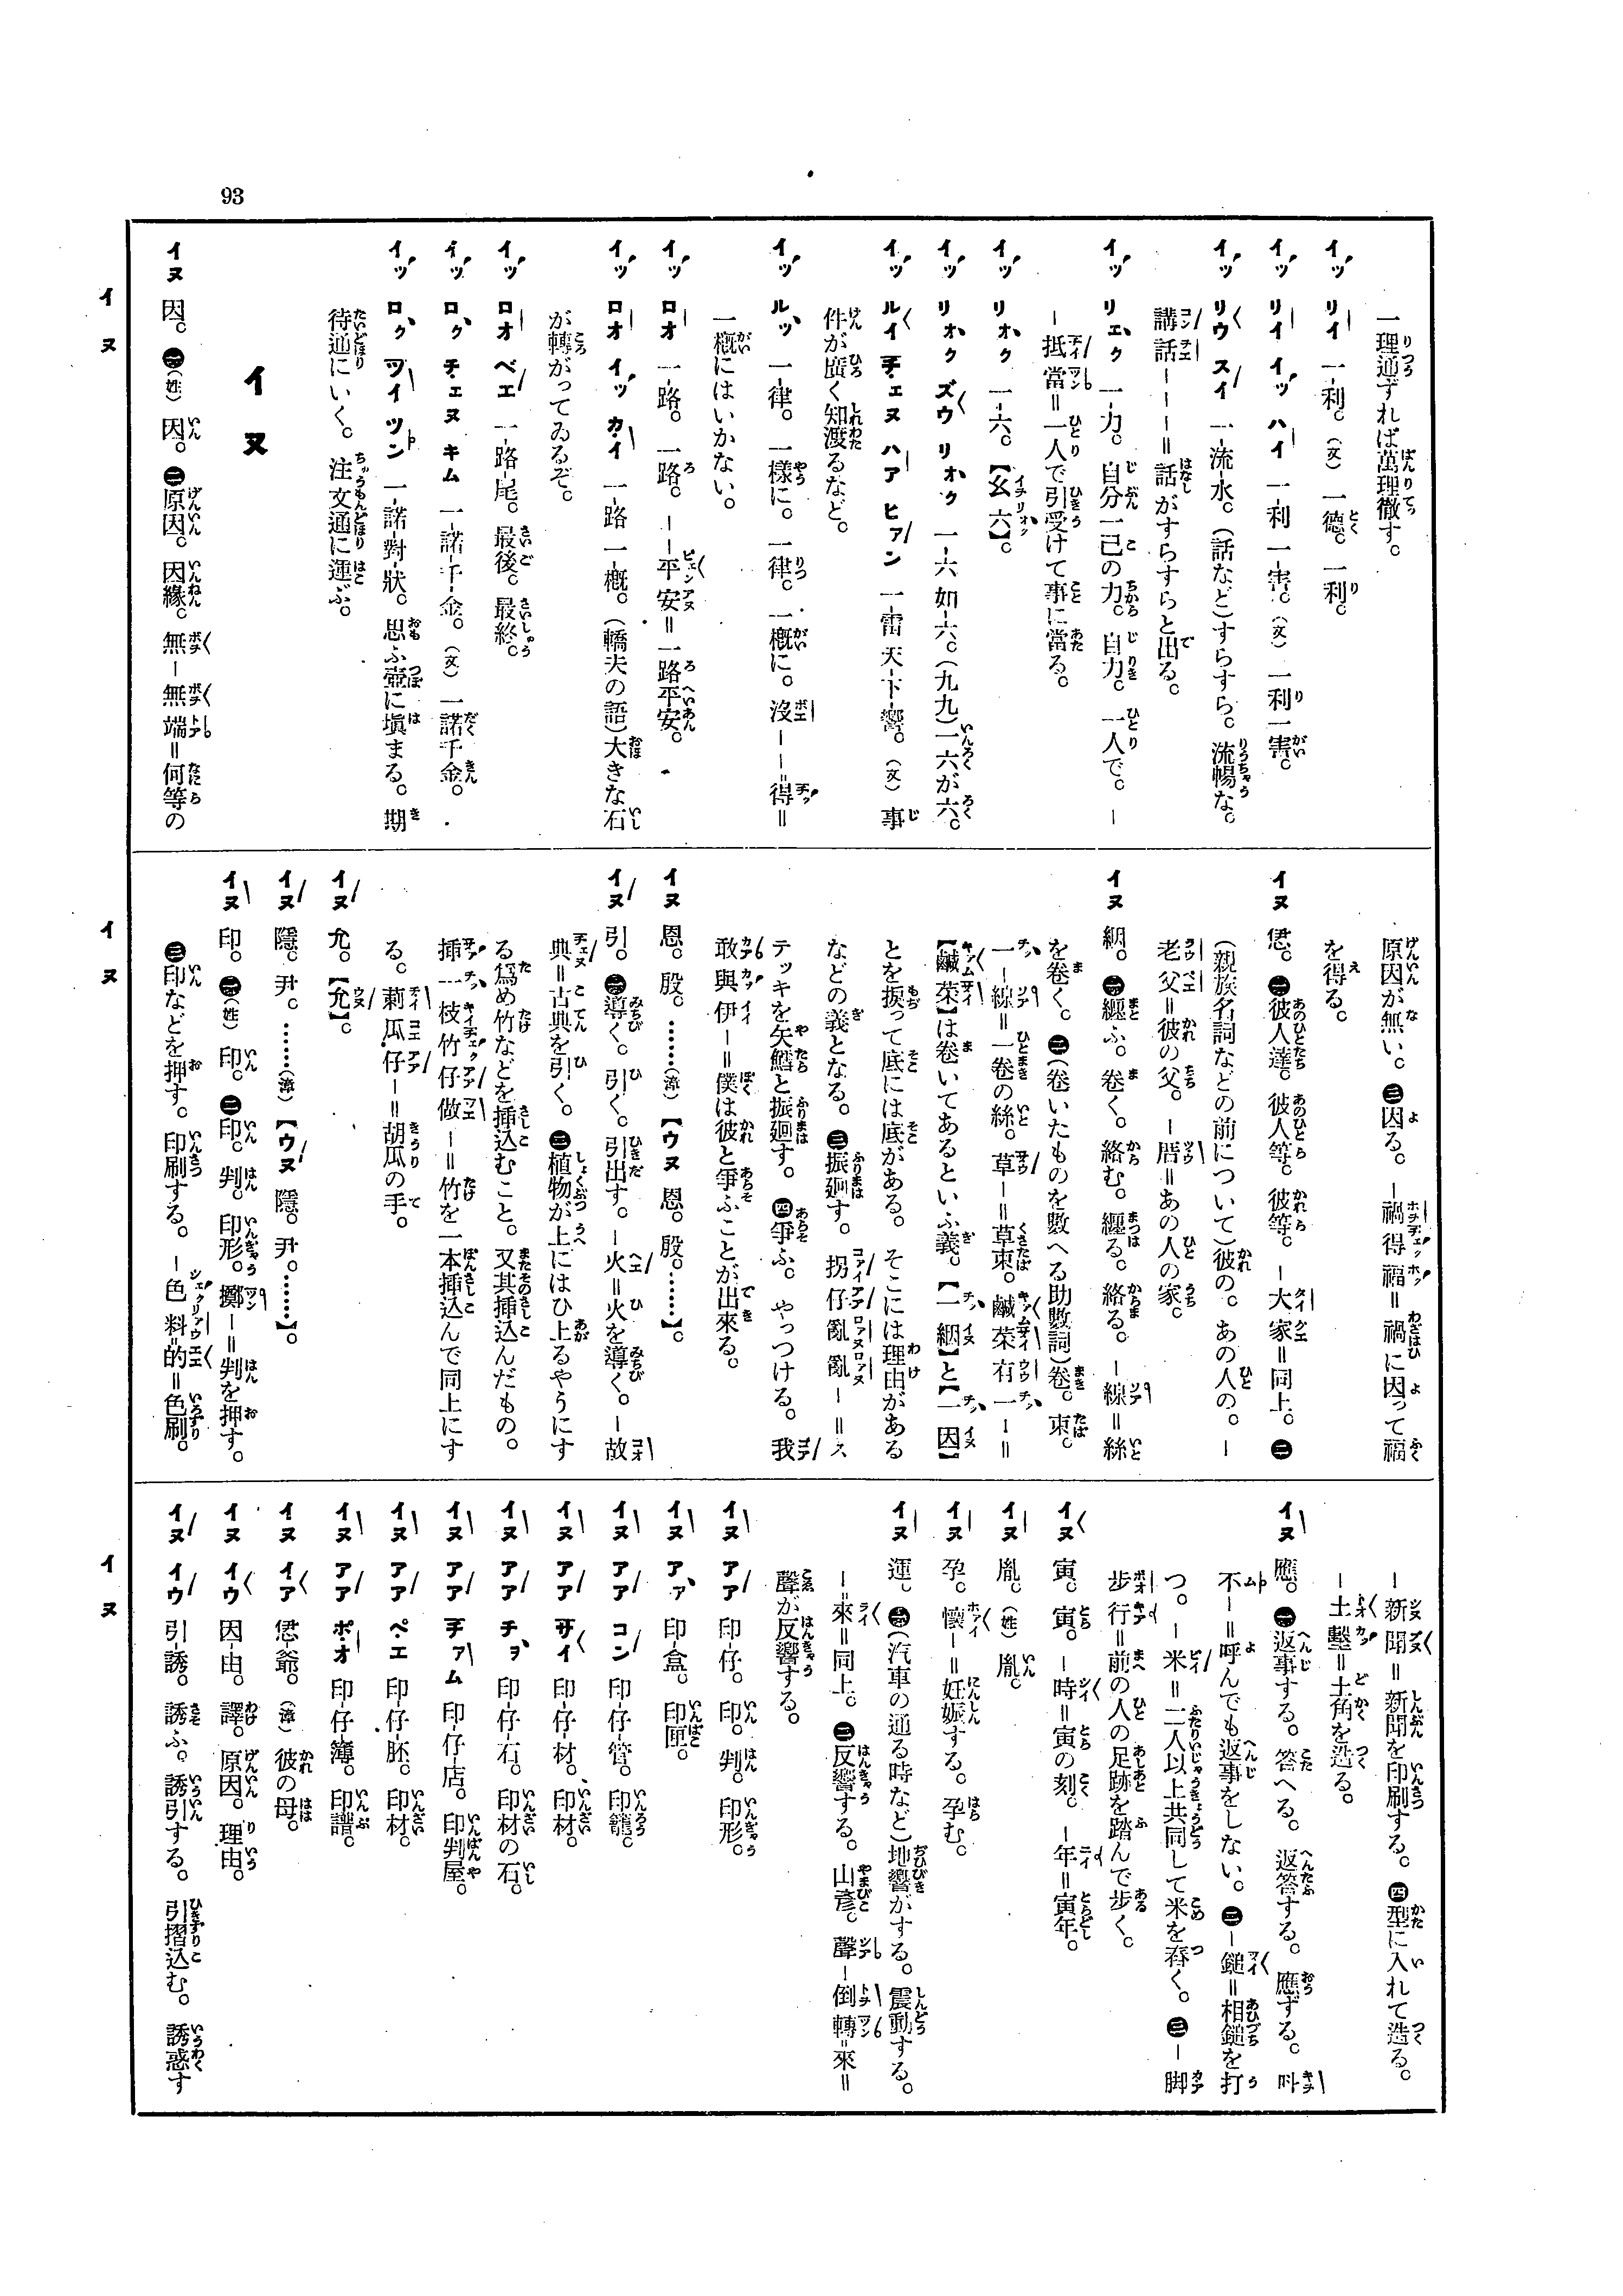 93
一理通ずれば萬理徹す。
イッ リイ 一-利。(文) 一德。一利。
イッ リイ イッ ハイ 一-利 一-害。(文) 一利一害。
イッ リウ スイ 一-流-水。(話など)すらすら。流暢な。
講話ーーーー=話がすらすらと出る。
イッ リェク 一-力。自分一己の力。自力。一人で。ー
ー抵當=一人で引受けて事に當る。
イッ リォク 一-六。【玄六】。
イッ リォク ズウ リォク 一-六 如-六。(九九)一六が六。
イッ ルイ チェヌ ハア ヒァン 一-雷 天-下-響。(文) 事
件が廣く知渡るなど。
イッ ルッ 一-律。一樣に。一律。一概に。沒ーー=得=
一概にはいかない。
イッ ロオ 一-路。一路。ーー平安=一路平安。
イッ ロオ イッ カイ 一-路 一-概。(轎夫の語)大きな石
が轉がってゐるぞ。
イッ ロオ ベエ 一-路-尾。最後。最終。
イッ ロク チェヌ キム 一-諾-千-金。(文) 一諾千金。
イッ ロク ツイ ツン 一-諾-對-狀。思ふ壺に塡まる。期
待通にいく。注文通に運ぶ。
イヌ
イヌ 因。㊀(姓) 因。㊁原因。因緣。無ー無端=何等の
原因が無い。㊂因る。ー禍得福=禍に因って福
を得る。
イヌ 怹。㊀彼人達。彼人等。彼等。ー大家=同上。㊁
(親族名詞などの前について)彼の。あの人の。ー
老父=彼の父。ー厝=あの人の家。
イヌ 絪。㊀纒ふ。卷く。絡む。纒る。絡る。ー線=絲
を卷く。㊁(卷いたものを數へる助數詞)卷。束。
一ー線=一卷の絲。草ー=草束。鹹菜有一ー=
【鹹菜】は卷いてあるといふ義。【一絪】と【一因】
とを捩って底には底がある。そこには理由がある
などの義となる。㊂振廻す。拐仔亂亂ー=ス
テッキを矢鱈と振廻す。㊃爭ふ。やっつける。我
敢與伊ー=僕は彼と爭ふことが出來る。
イヌ 恩。殷。……(漳)【ウヌ 恩。殷。……】。
イヌ 引。㊀導く。引く。引出す。ー火=火を導く。ー故
典=古典を引く。㊁植物が上にはひ上るやうにす
る爲め竹などを挿込むこと。又其挿込んだもの。
挿一枝竹仔做ー=竹を一本挿込んで同上にす
る。莿瓜仔ー=胡瓜の手。
イヌ 允。【允】。
イヌ 隱。尹。……(漳)【ウヌ 隱。尹。……】。
イヌ 印。㊀(姓) 印。㊁印。判。印形。擲ー=判を押す。
㊂印などを押す。印刷する。ー色料的=色刷。
ー新聞=新聞を印刷する。㊃型に入れて造る。
ー土墼=土角を造る。
イヌ 應。㊀返事する。答へる。返答する。應ずる。叫
不ー=呼んでも返事をしない。㊁ー鎚=相鎚を打
つ。ー米=二人以上共同して米を舂く。㊂ー脚
步行=前の人の足跡を踏んで步く。
イヌ 寅。寅。ー時=寅の刻。ー年=寅年。
イヌ 胤。(姓) 胤。
イヌ 孕。懷ー=妊娠する。孕む。
イヌ 運。㊀(汽車の通る時など)地響がする。震動する。
ー=來=同上。㊁反響する。山彥。聲ー倒轉=來=
聲が反響する。
イヌ アア 印-仔。印。判。印形。
イヌ アァ 印-盒。印匣。
イヌ アア コン 印-仔-管。印籠。
イヌ アア サイ 印-仔-材。印材。
イヌ アア チヲ 印-仔-石。印材の石。
イヌ アア チァム 印-仔-店。印判屋。
イヌ アア ペエ 印-仔-胚。印材。
イヌ アア ポオ 印-仔-簿。印譜。
イヌ イア 怹-爺。(漳) 彼の母。
イヌ イウ 因-由。譯。原因。理由。
イヌ イウ 引-誘。誘ふ。誘引する。引摺込む。誘惑す
イヌ
イヌ
イヌ